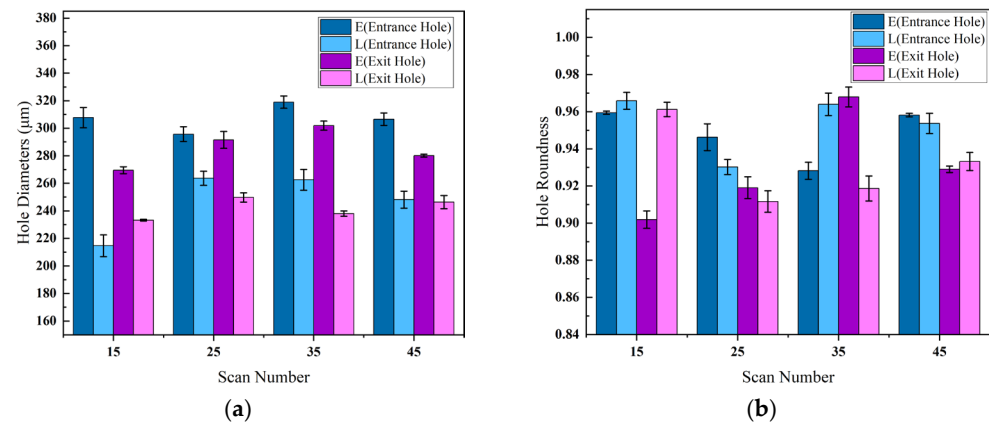 380
360
340
320
300
280
260
240
220
200
180
160
Hole Diameters (μm)
E(Entrance Hole)
L(Entrance Hole)
E(Exit Hole)
L(Exit Hole)
15 25 35 45
Scan Number
(a)
1.00
0.98
0.96
0.94
0.92
0.90
0.88
0.86
0.84
Hole Roundness
E(Entrance Hole)
L(Entrance Hole)
E(Exit Hole)
L(Exit Hole)
15 25 35 45
Scan Number
(b)